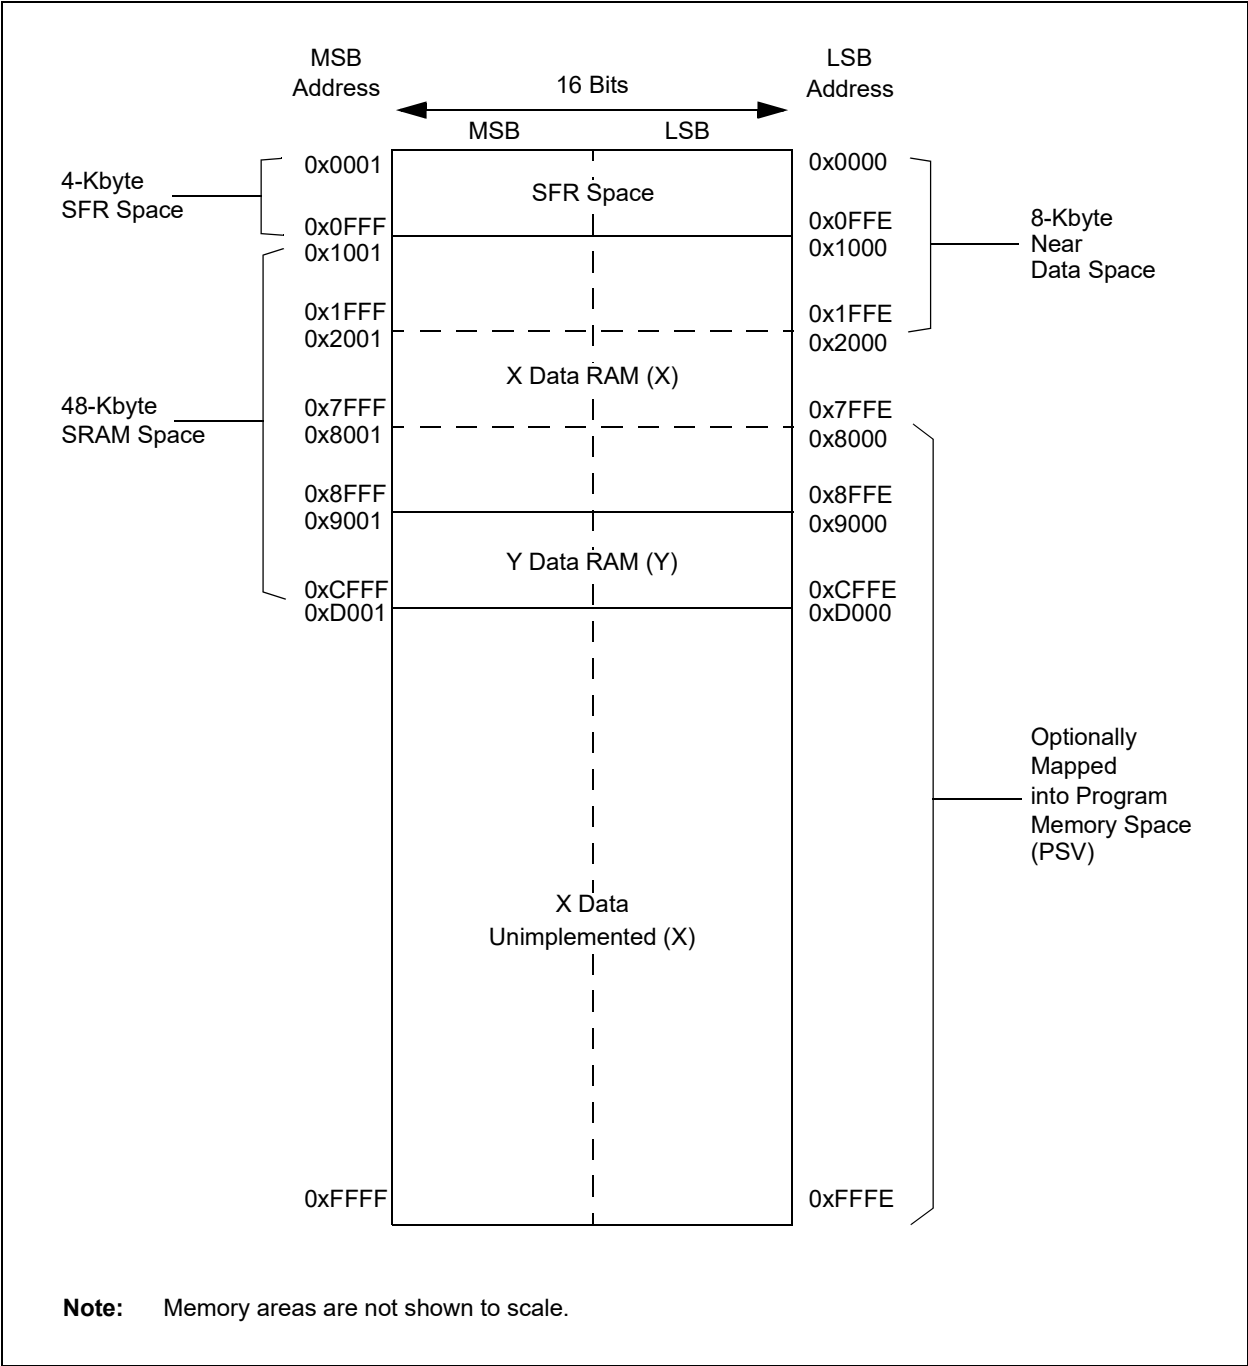 MSB
Address
LSB
Address
16 Bits
MSB
LSB
4-Kbyte
SFR Space
0x0001
0x0FFF
0x1001
0x1FFF
0x2001
48-Kbyte
SRAM Space
0x7FFF
0x8001
0x8FFF
0x9001
0xCFFF
0xD001
0xFFFF
SFR Space
X Data RAM (X)
Y Data RAM (Y)
X Data
Unimplemented (X)
0x0000
0x0FFE
0x1000
0x1FFE
0x2000
0x7FFE
0x8000
0x8FFE
0x9000
0xCFFE
0xD000
0xFFFE
8-Kbyte
Near
Data Space
Optionally
Mapped
into Program
Memory Space
(PSV)
Note: Memory areas are not shown to scale.